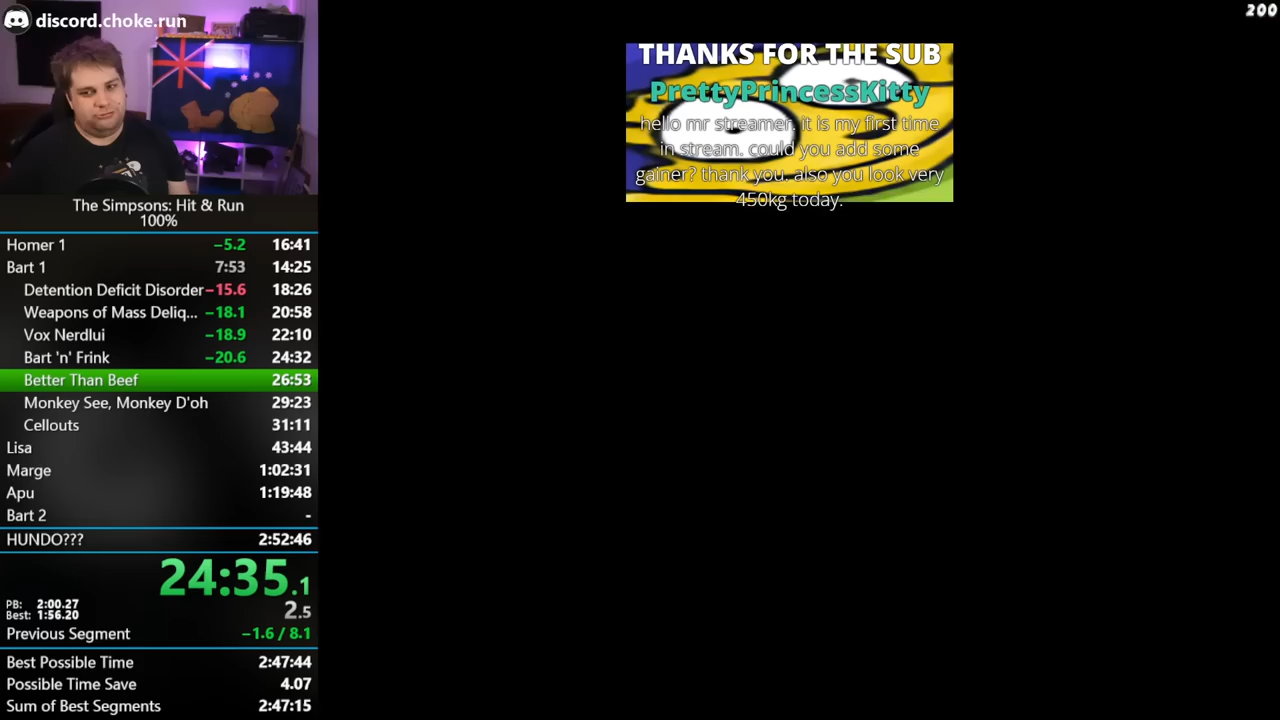 discord.choke.run
200
THANKS FOR THE SUB
PrettyPrincessKitty
hello mr streamer. it is my first time
in stream. could you add some
gainer? thank you. also you look very
450kg today.
The Simpsons: Hit & Run
100%
Homer 1 −5.2 16:41
Bart 1 7:53 14:25
Detention Deficit Disorder −15.6 18:26
Weapons of Mass Deliq... −18.1 20:58
Vox Nerdlui −18.9 22:10
Bart 'n' Frink −20.6 24:32
Better Than Beef 26:53
Monkey See, Monkey D'oh 29:23
Cellouts 31:11
Lisa 43:44
Marge 1:02:31
Apu 1:19:48
Bart 2 -
HUNDO??? 2:52:46
24:35.1
PB: 2:00.27
Best: 1:56.20
2.5
Previous Segment −1.6 / 8.1
Best Possible Time 2:47:44
Possible Time Save 4.07
Sum of Best Segments 2:47:15